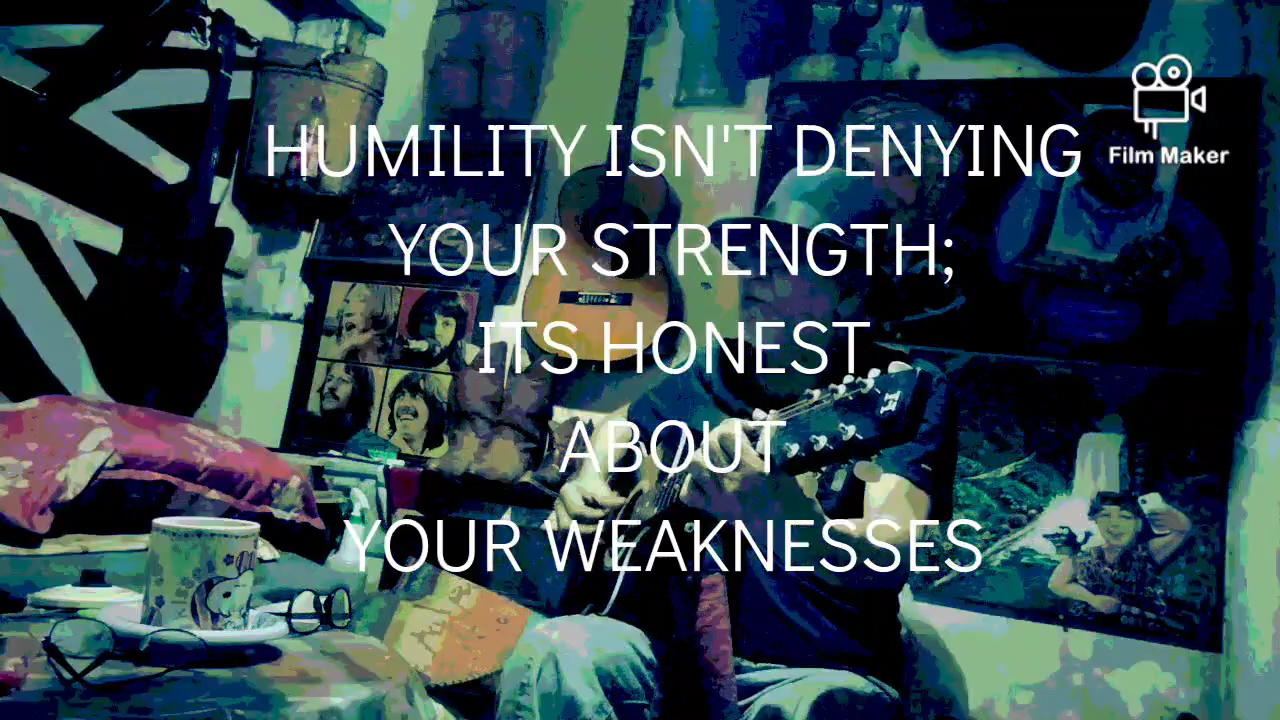 HUMILITY ISN'T DENYING
YOUR STRENGTH;
ITS HONEST
ABOUT
YOUR WEAKNESSES
Film Maker